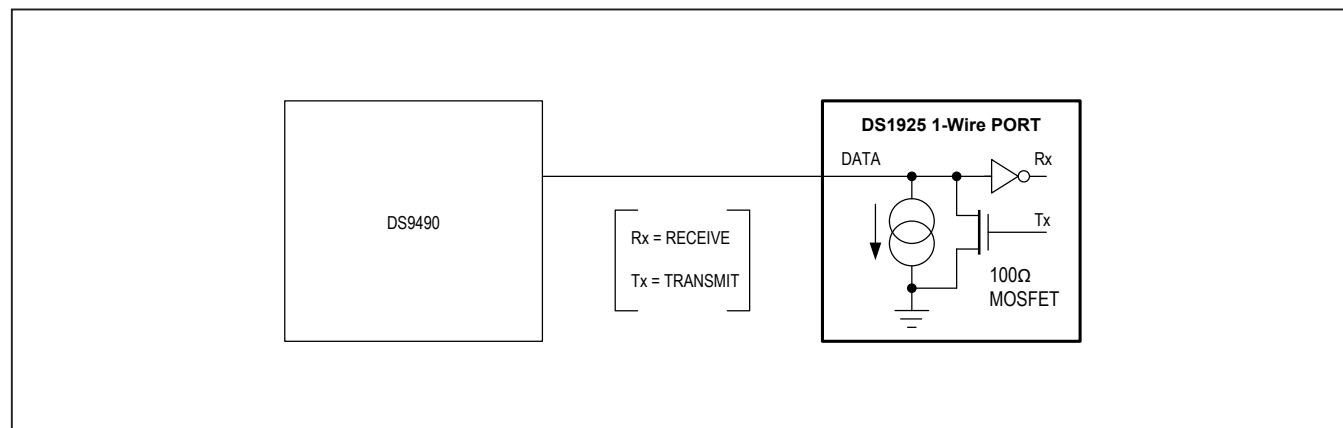 DS9490
Rx = RECEIVE
Tx = TRANSMIT
DS1925 1-Wire PORT
DATA
Rx
Tx
100Ω
MOSFET